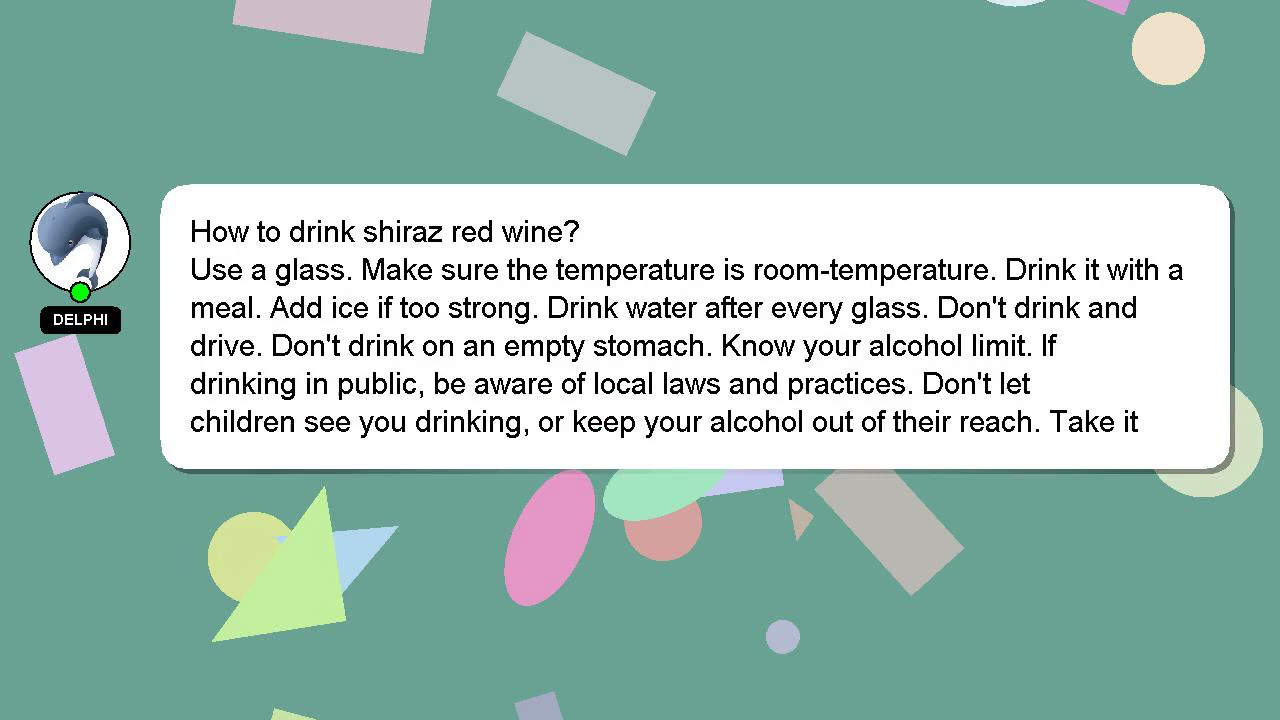 How to drink shiraz red wine?
Use a glass. Make sure the temperature is room-temperature. Drink it with a
meal. Add ice if too strong. Drink water after every glass. Don't drink and
drive. Don't drink on an empty stomach. Know your alcohol limit. If
drinking in public, be aware of local laws and practices. Don't let
children see you drinking, or keep your alcohol out of their reach. Take it
DELPHI